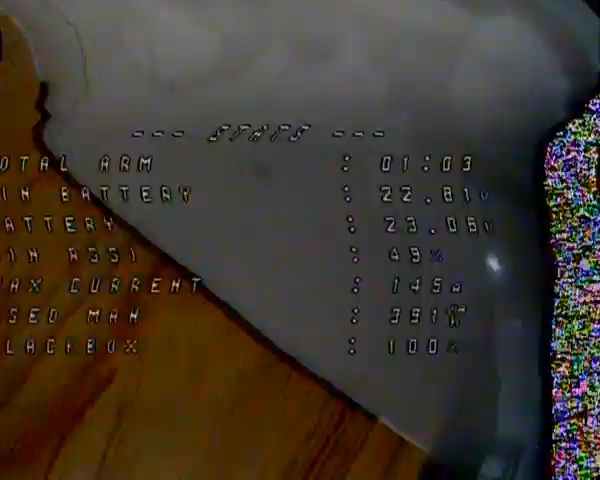 --- STATS ---
OTAL ARM : 01:03
IN BATTERY : 22.81V
ATTERY : 23.06V
IN RSSI : 49%
AX CURRENT : 145A
SED MAH : 391
LACKBOX : 100%